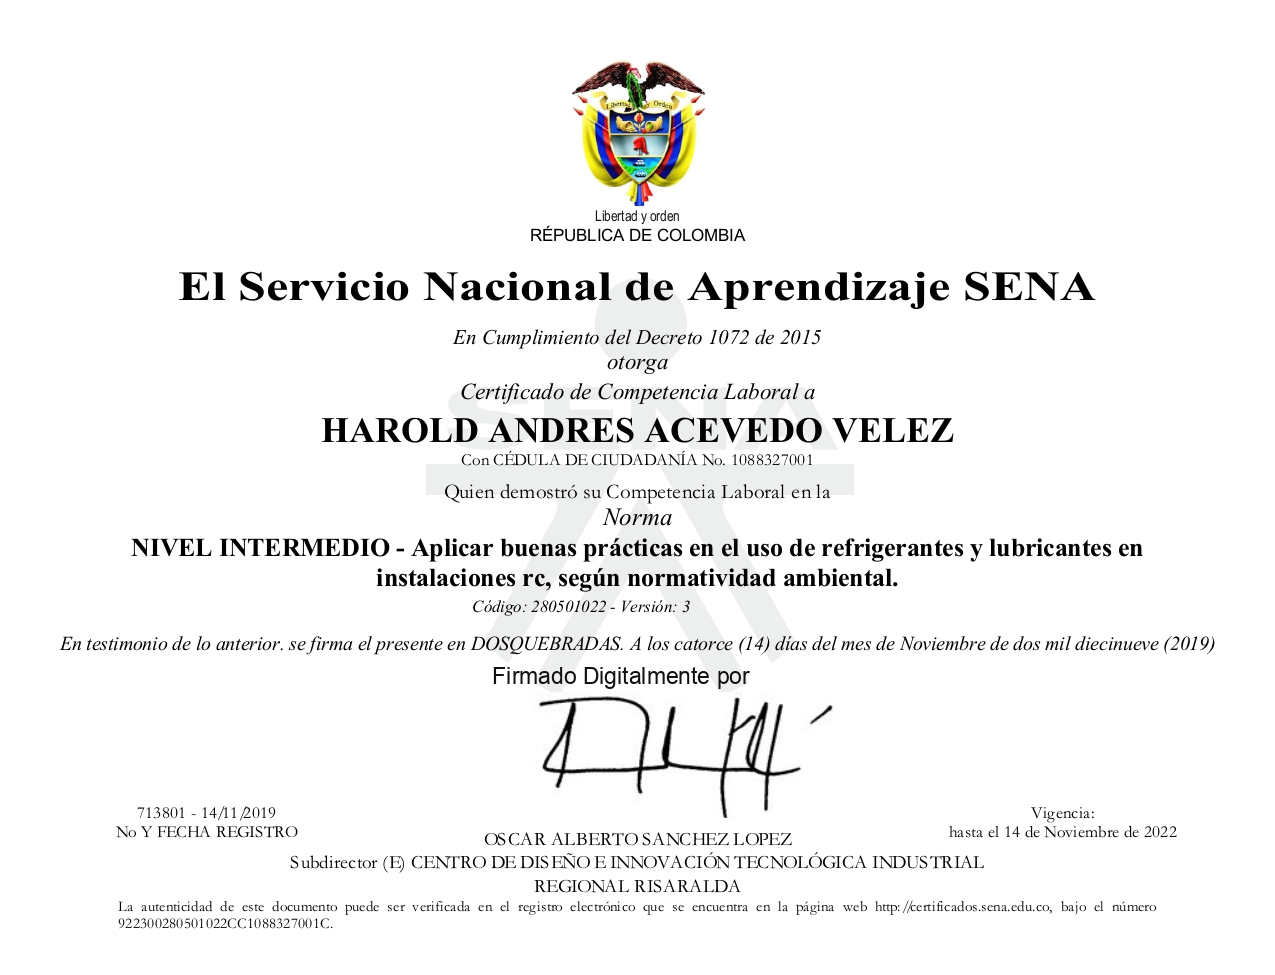 Libertad y Orden
Libertad y orden
RÉPUBLICA DE COLOMBIA
El Servicio Nacional de Aprendizaje SENA
En Cumplimiento del Decreto 1072 de 2015
otorga
Certificado de Competencia Laboral a
SENA
HAROLD ANDRES ACEVEDO VELEZ
Con CÉDULA DE CIUDADANÍA No. 1088327001
Quien demostró su Competencia Laboral en la
Norma
NIVEL INTERMEDIO - Aplicar buenas prácticas en el uso de refrigerantes y lubricantes en
instalaciones rc, según normatividad ambiental.
Código: 280501022 - Versión: 3
En testimonio de lo anterior. se firma el presente en DOSQUEBRADAS. A los catorce (14) días del mes de Noviembre de dos mil diecinueve (2019)
Firmado Digitalmente por
713801 - 14/11/2019
No Y FECHA REGISTRO
Vigencia:
hasta el 14 de Noviembre de 2022
OSCAR ALBERTO SANCHEZ LOPEZ
Subdirector (E) CENTRO DE DISEÑO E INNOVACIÓN TECNOLÓGICA INDUSTRIAL
REGIONAL RISARALDA
La autenticidad de este documento puede ser verificada en el registro electrónico que se encuentra en la página web http://certificados.sena.edu.co, bajo el número
922300280501022CC1088327001C.